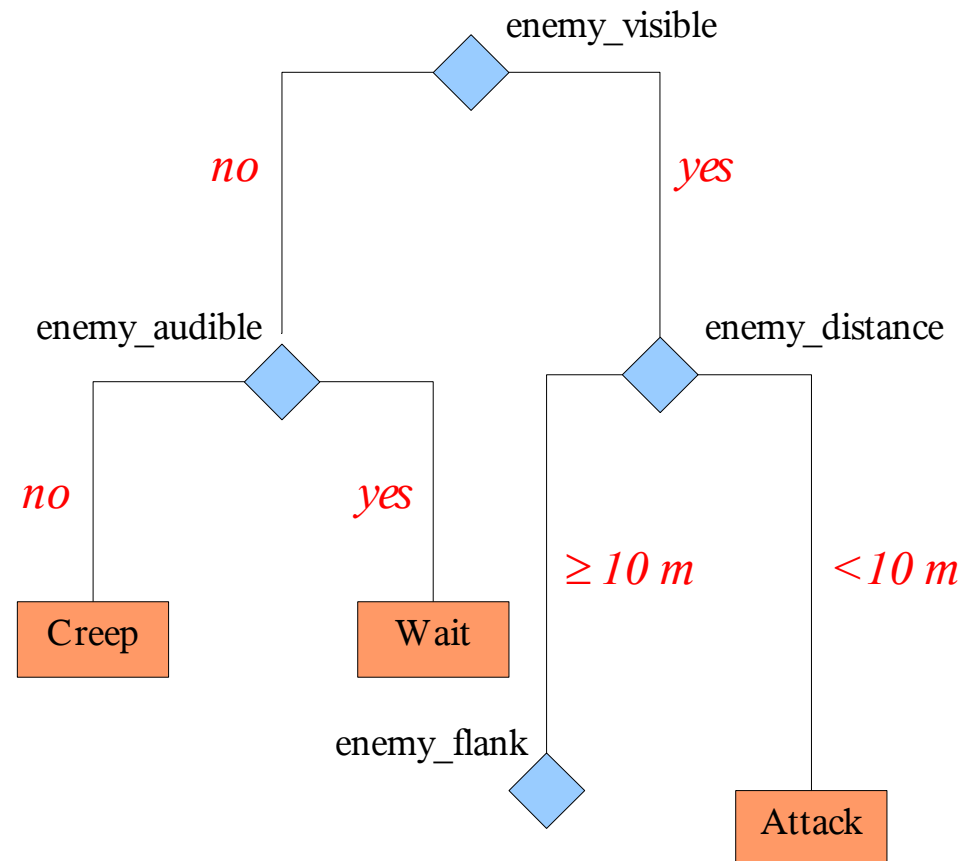 enemy_visible
no
yes
enemy_audible
enemy_distance
no
yes
≥ 10 m
< 10 m
Creep
Wait
enemy_flank
Attack